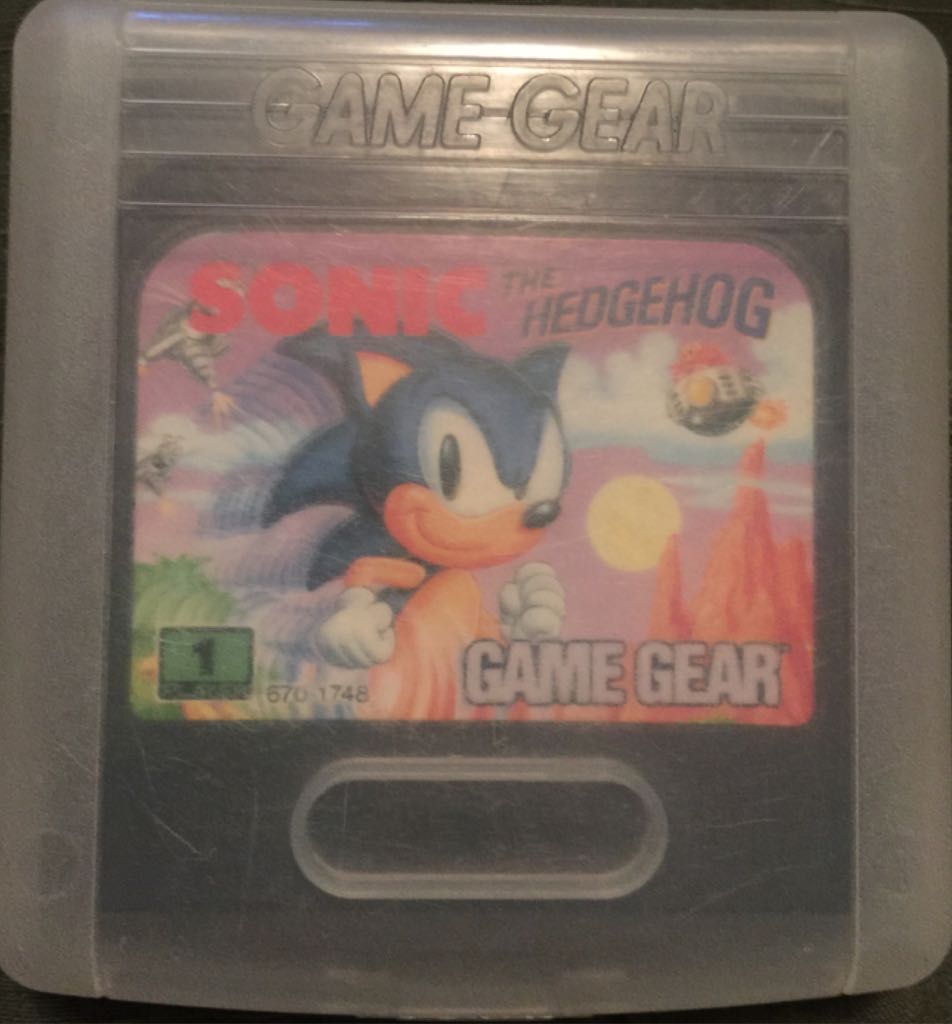 GAME GEAR
SONIC THE HEDGEHOG
1
670-1748
GAME GEAR